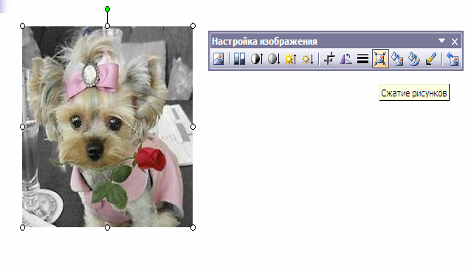 Настройка изображения
Сжатие рисунков